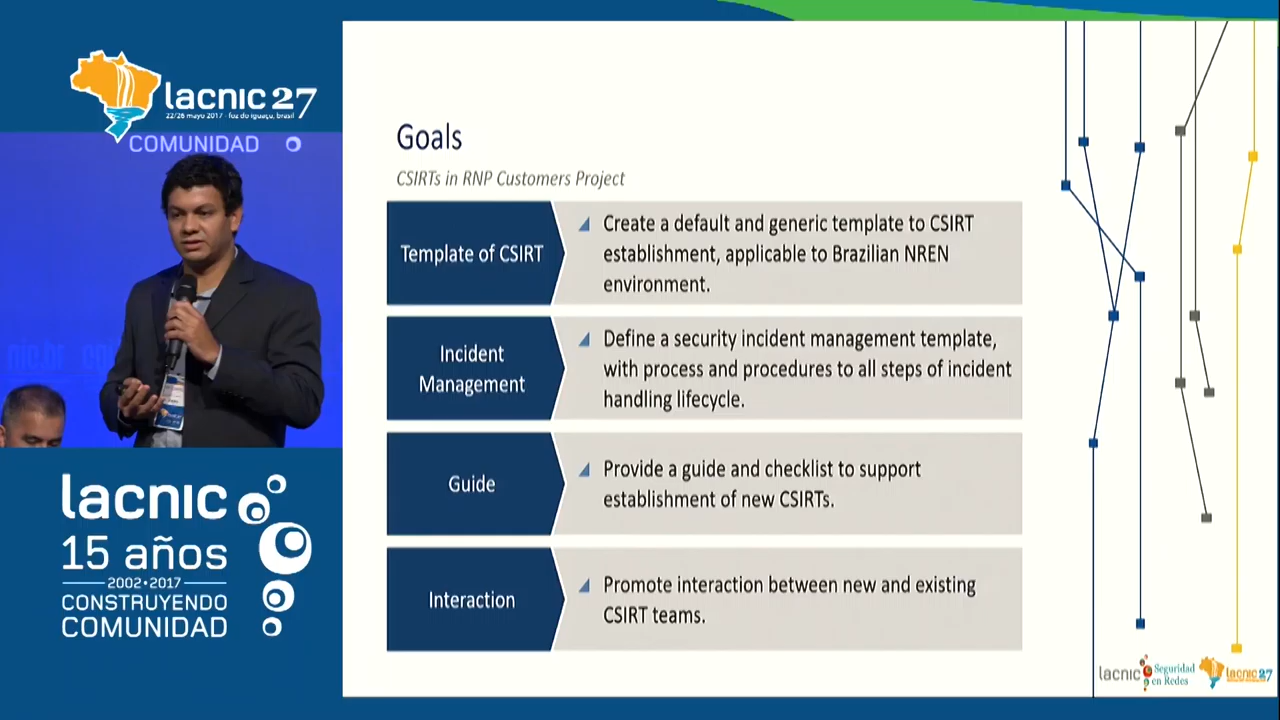 lacnic 27
22/26 mayo 2017 - foz do iguaçu, brasil
COMUNIDAD
nic.br
lacnic
15 años
2002•2017
CONSTRUYENDO
COMUNIDAD
Goals
CSIRTs in RNP Customers Project
Template of CSIRT
Create a default and generic template to CSIRT
establishment, applicable to Brazilian NREN
environment.
Incident
Management
Define a security incident management template,
with process and procedures to all steps of incident
handling lifecycle.
Guide
Provide a guide and checklist to support
establishment of new CSIRTs.
Interaction
Promote interaction between new and existing
CSIRT teams.
lacnic
Seguridad
en Redes
lacnic 27